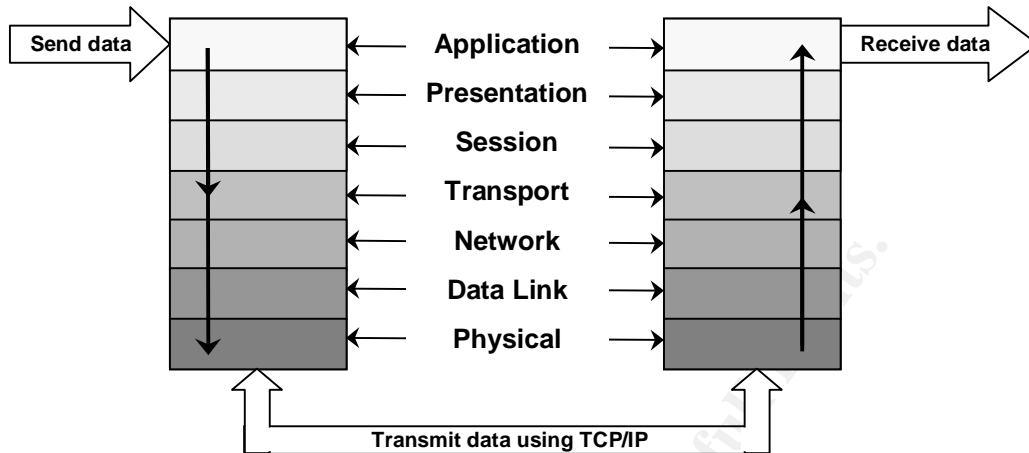 Send data
Application
Receive data
Presentation
Session
Transport
Network
Data Link
Physical
Transmit data using TCP/IP